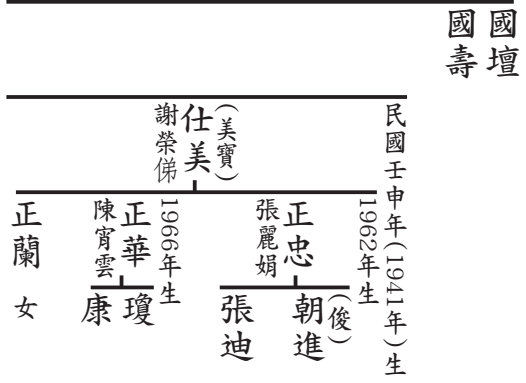 國壇
國壽
民國壬申年(1941年)生
(美寶)
仕美
謝榮俤
1962年生
正忠
張麗娟
1966年生
正華
陳宵雲
正蘭 女
(俊)
朝進
張迪
瓊
康